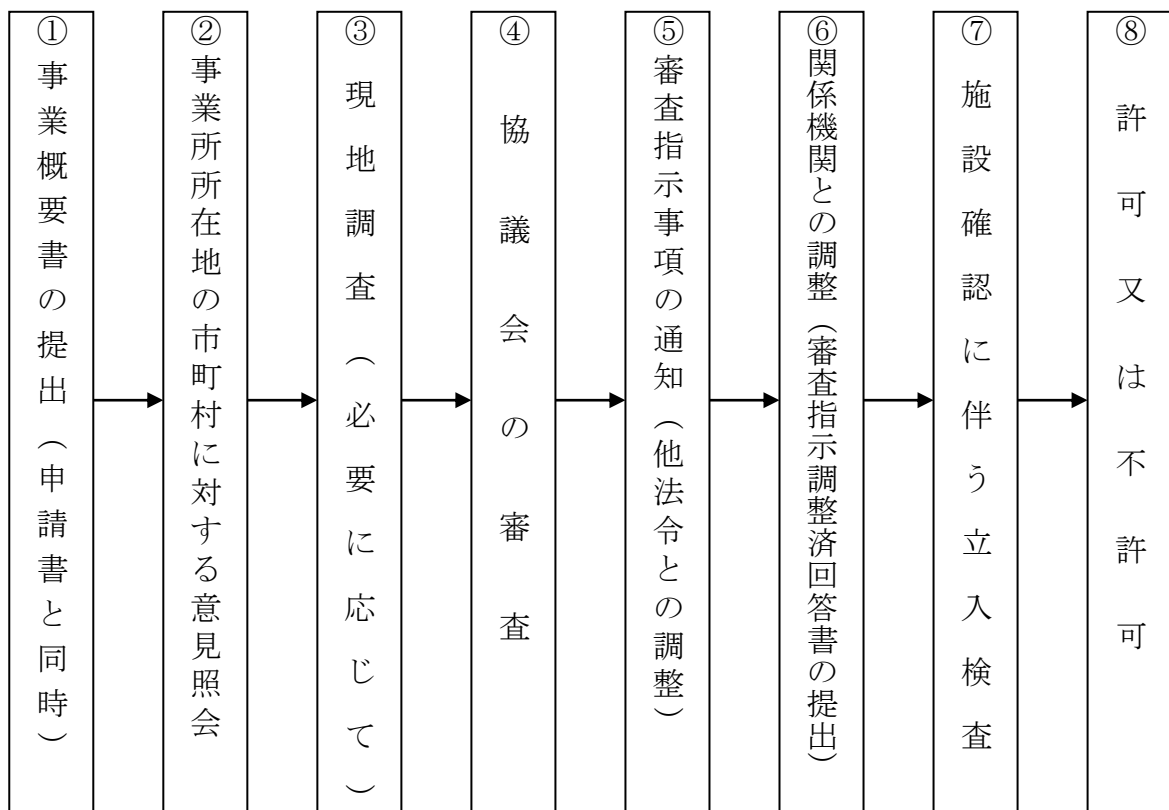 ①事業概要書の提出（申請書と同時）
②事業所所在地の市町村に対する意見照会
③現地調査（必要に応じて）
④協議会の審査
⑤審査指示事項の通知（他法令との調整）
⑥関係機関との調整（審査指示調整済回答書の提出）
⑦施設確認に伴う立入検査
⑧許可又は不許可